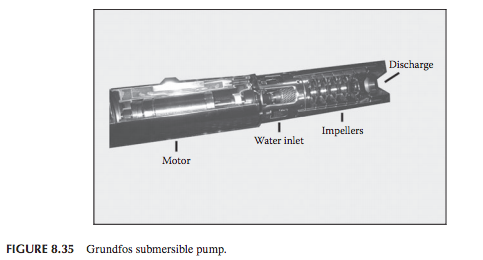 Discharge
Impellers
Water inlet
Motor
FIGURE 8.35 Grundfos submersible pump.